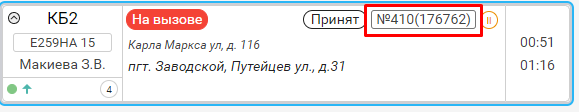 КБ2 На вызове Принят №410(176762) II
Е259НА 15 Карла Маркса ул, д. 116 00:51
Макиева З.В. пгт. Заводской, Путейцев ул., д.31 01:16
4